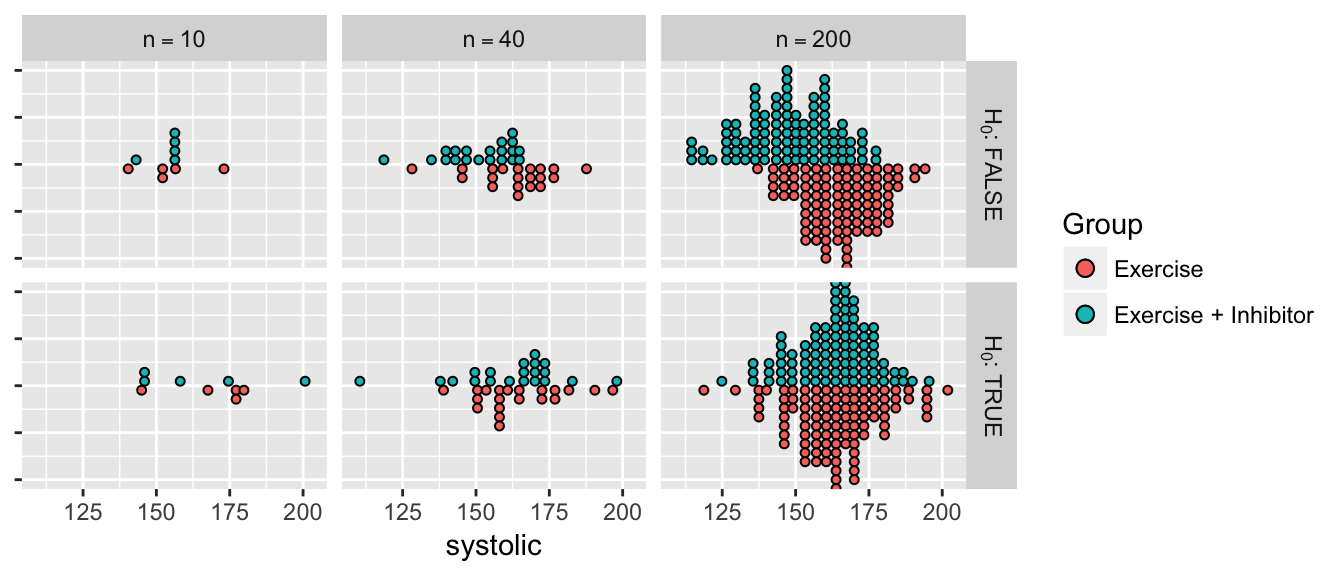 n = 10
n = 40
n = 200
H₀: FALSE
H₀: TRUE
125 150 175 200
125 150 175 200
125 150 175 200
systolic
Group
Exercise
Exercise + Inhibitor